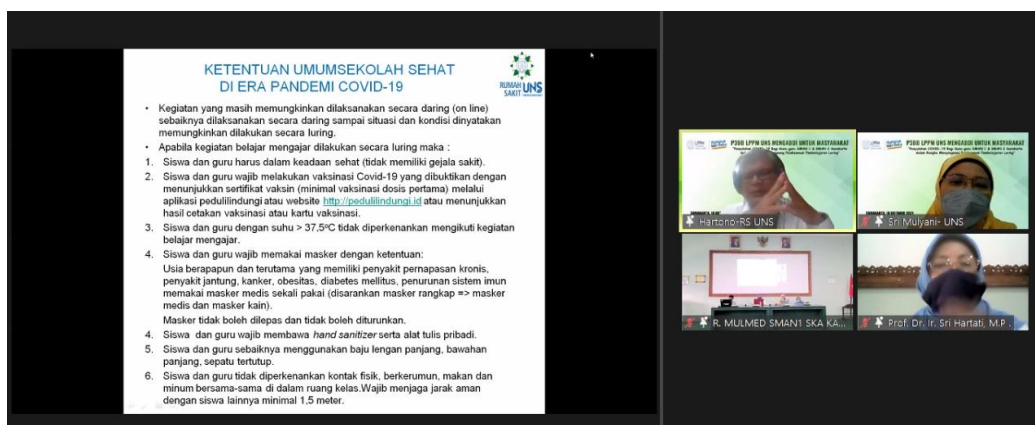 KETENTUAN UMUMSEKOLAH SEHAT
DI ERA PANDEMI COVID-19
RUMAH SAKIT UNS
• Kegiatan yang masih memungkinkan dilaksanakan secara daring (on line)
sebaiknya dilaksanakan secara daring sampai situasi dan kondisi dinyatakan
memungkinkan dilakukan secara luring.
• Apabila kegiatan belajar mengajar dilakukan secara luring maka :
1. Siswa dan guru harus dalam keadaan sehat (tidak memiliki gejala sakit).
2. Siswa dan guru wajib melakukan vaksinasi Covid-19 yang dibuktikan dengan
menunjukkan sertifikat vaksin (minimal vaksinasi dosis pertama) melalui
aplikasi pedulilindungi atau website http://pedulilindungi.id atau menunjukkan
hasil cetakan vaksinasi atau kartu vaksinasi.
3. Siswa dan guru dengan suhu > 37,5ºC tidak diperkenankan mengikuti kegiatan
belajar mengajar.
4. Siswa dan guru wajib memakai masker dengan ketentuan:
Usia berapapun dan terutama yang memiliki penyakit pernapasan kronis,
penyakit jantung, kanker, obesitas, diabetes mellitus, penurunan sistem imun
memakai masker medis sekali pakai (disarankan masker rangkap => masker
medis dan masker kain).
Masker tidak boleh dilepas dan tidak boleh diturunkan.
4. Siswa dan guru wajib membawa hand sanitizer serta alat tulis pribadi.
5. Siswa dan guru sebaiknya menggunakan baju lengan panjang, bawahan
panjang, sepatu tertutup.
6. Siswa dan guru tidak diperkenankan kontak fisik, berkerumun, makan dan
minum bersama-sama di dalam ruang kelas.Wajib menjaga jarak aman
dengan siswa lainnya minimal 1,5 meter.
LPPM UNS MENGABDI UNTUK MASYARAKAT
Hartono-RS UNS
LPPM UNS MENGABDI UNTUK MASYARAKAT
Sri Mulyani- UNS
R. MULMED SMAN1 SKA KA...
Prof. Dr. Ir. Sri Hartati, M.P .